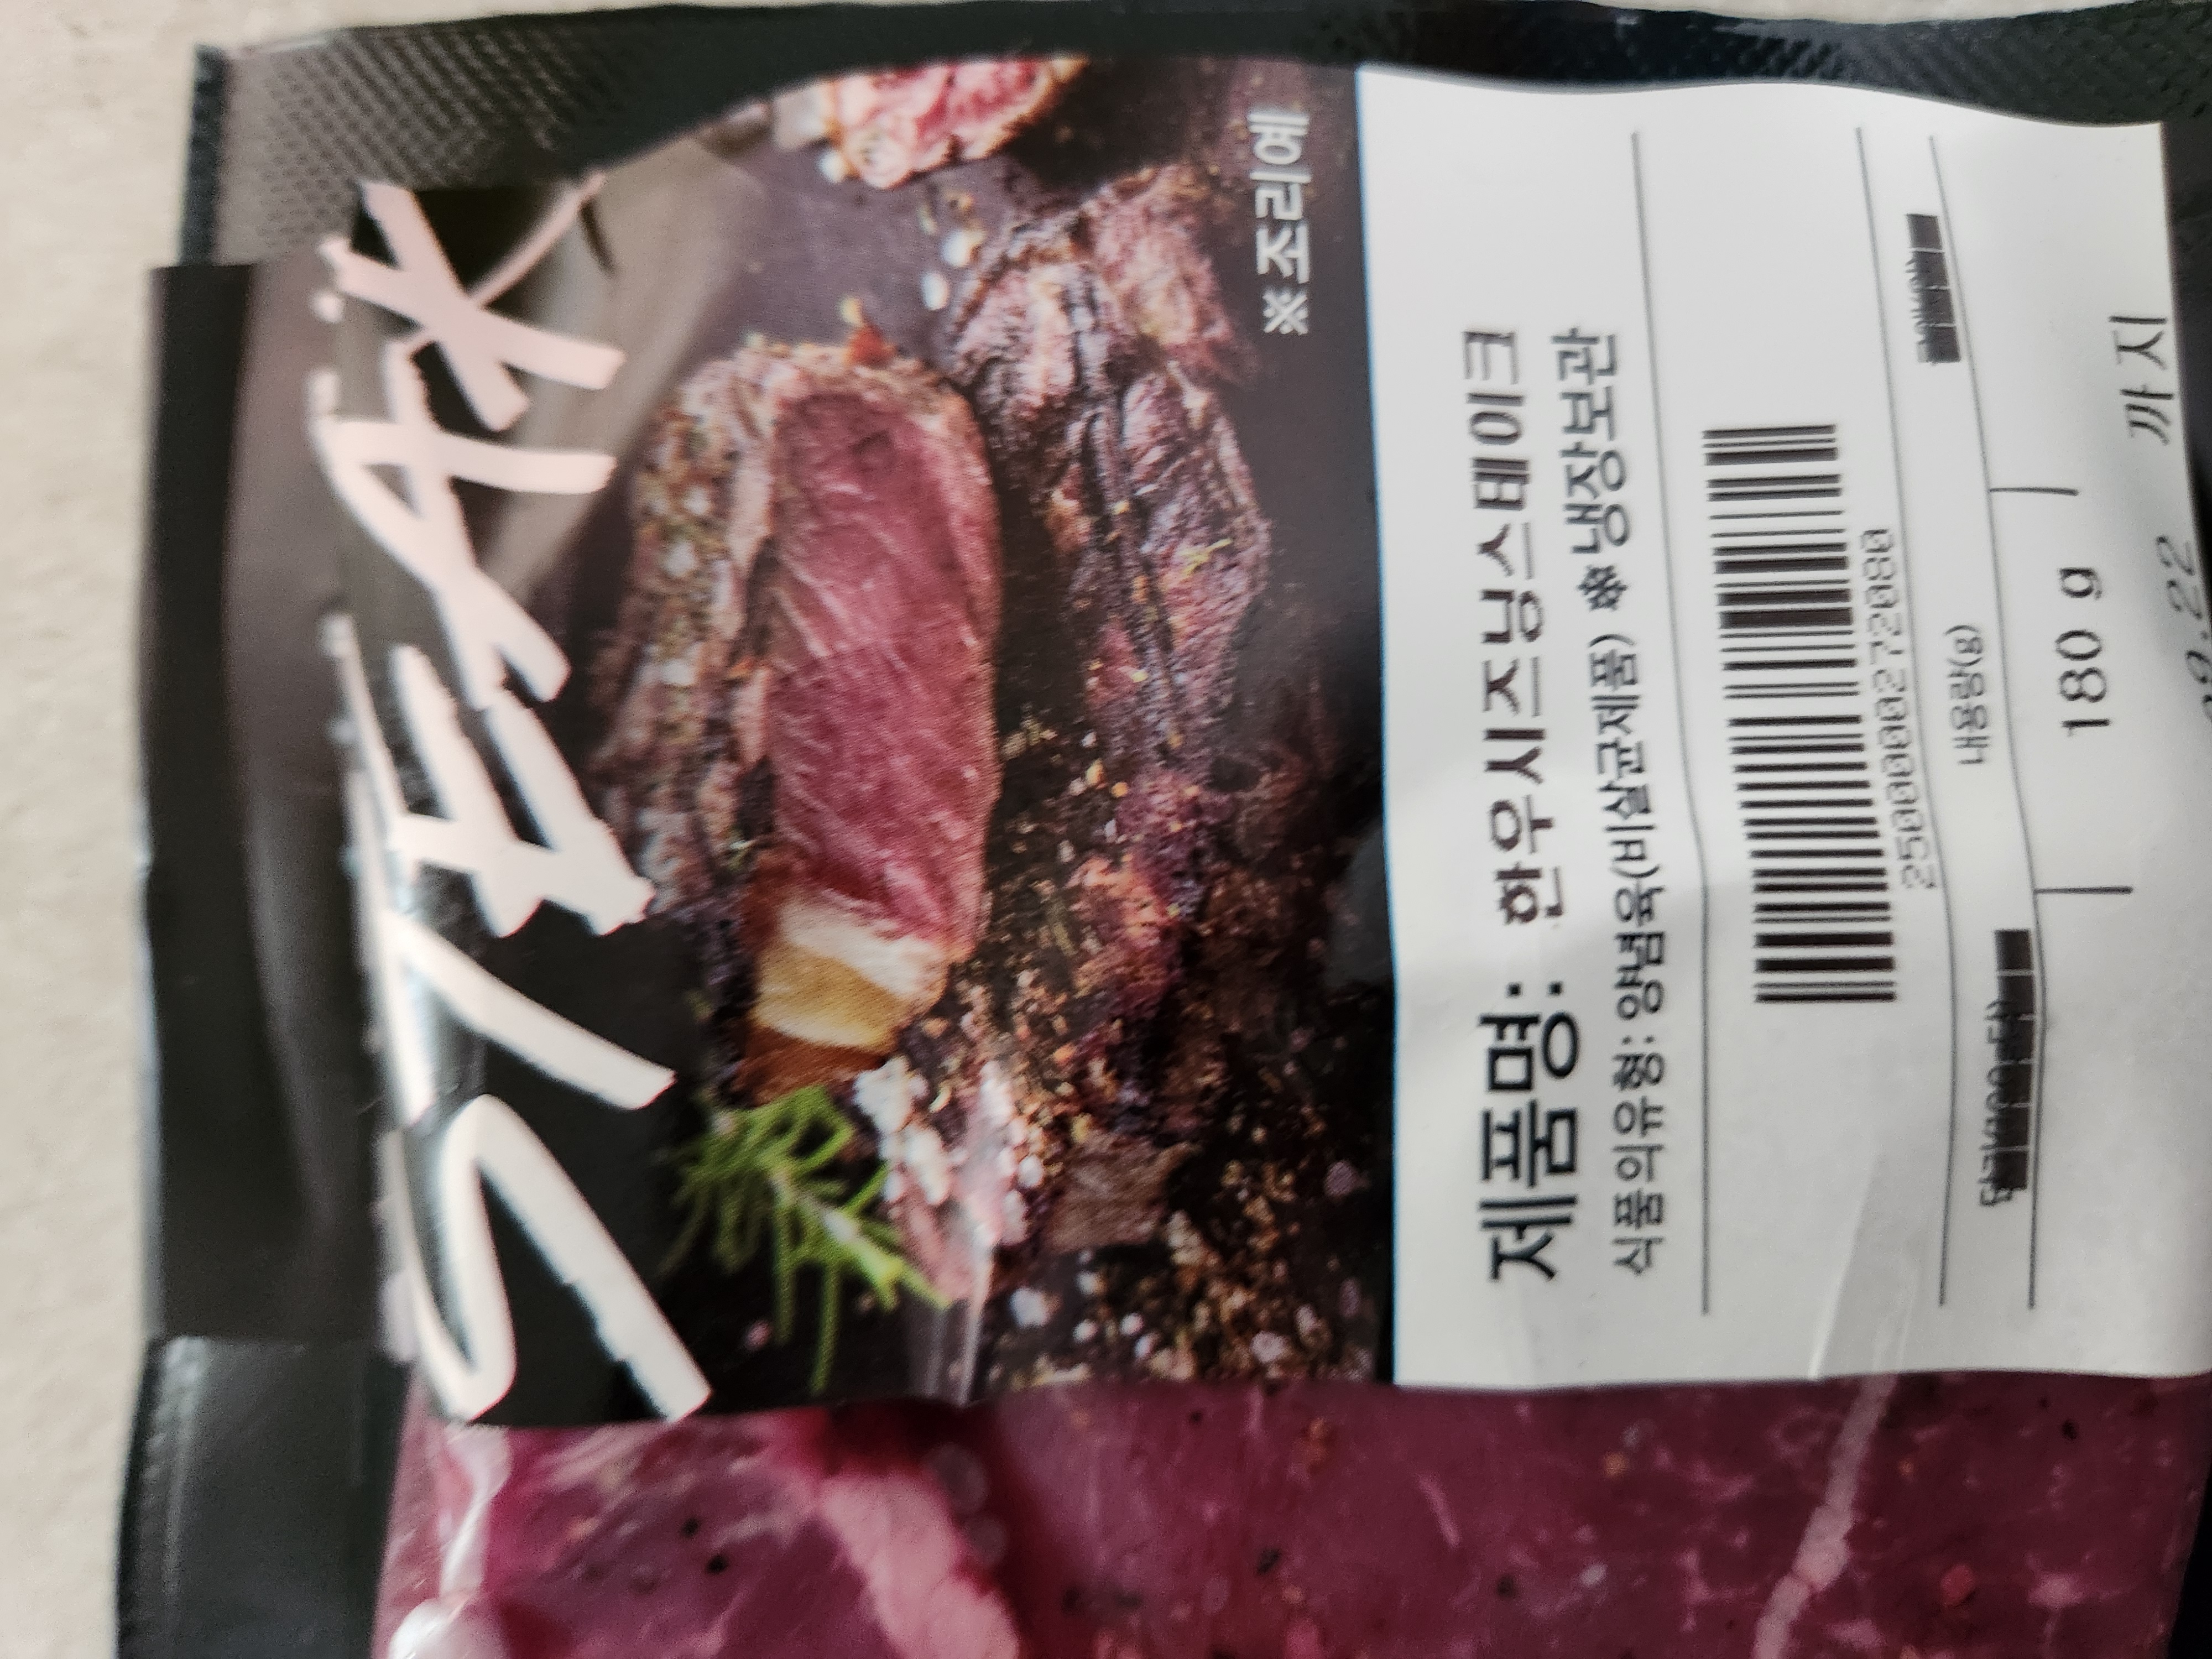 STEAK
※조리예
제품명: 한우시즈닝스테이크
식품의유형: 양념육(비살균제품) ❄냉장보관
2500000272080
내용량(g)
180 g
까지